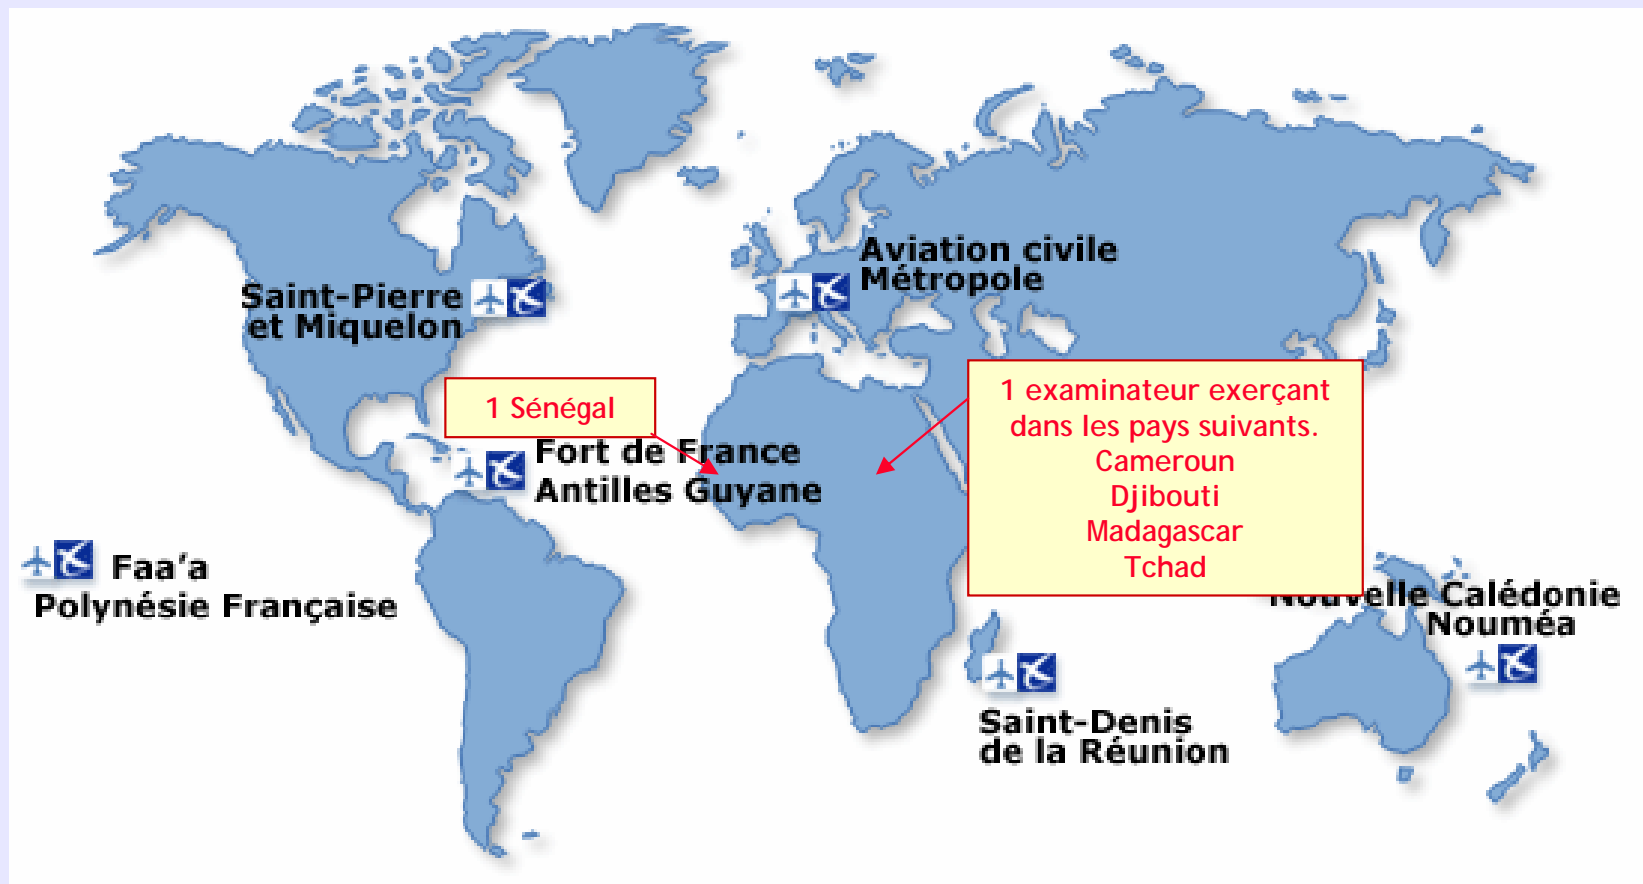 Aviation civile
Métropole
Saint-Pierre
et Miquelon
1 Sénégal
1 examinateur exerçant
dans les pays suivants.
Cameroun
Djibouti
Madagascar
Tchad
Fort de France
Antilles Guyane
Faa'a
Polynésie Française
Nouvelle Calédonie
Nouméa
Saint-Denis
de la Réunion